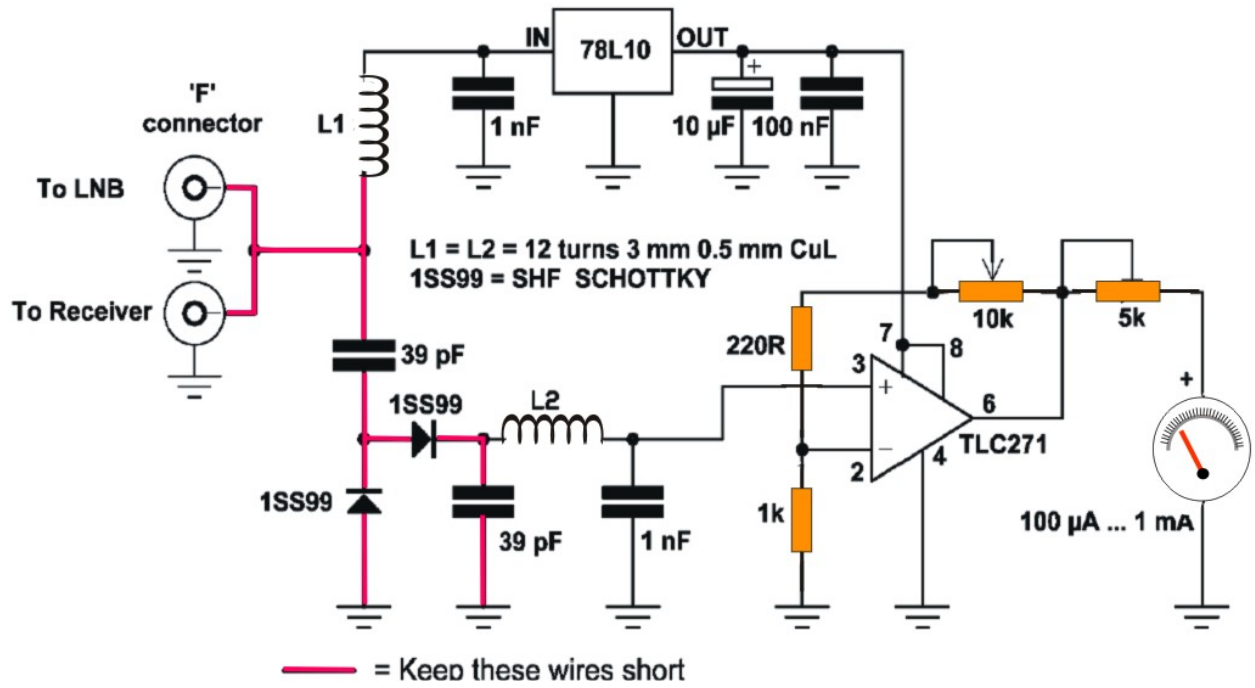 'F'
connector
To LNB
To Receiver
L1
IN
78L10
OUT
1 nF
+
10 µF
100 nF
L1 = L2 = 12 turns 3 mm 0.5 mm CuL
1SS99 = SHF SCHOTTKY
39 pF
1SS99
L2
1SS99
39 pF
1 nF
220R
1k
10k
5k
7
8
3
+
6
−
2
4
TLC271
+
100 µA ... 1 mA
= Keep these wires short